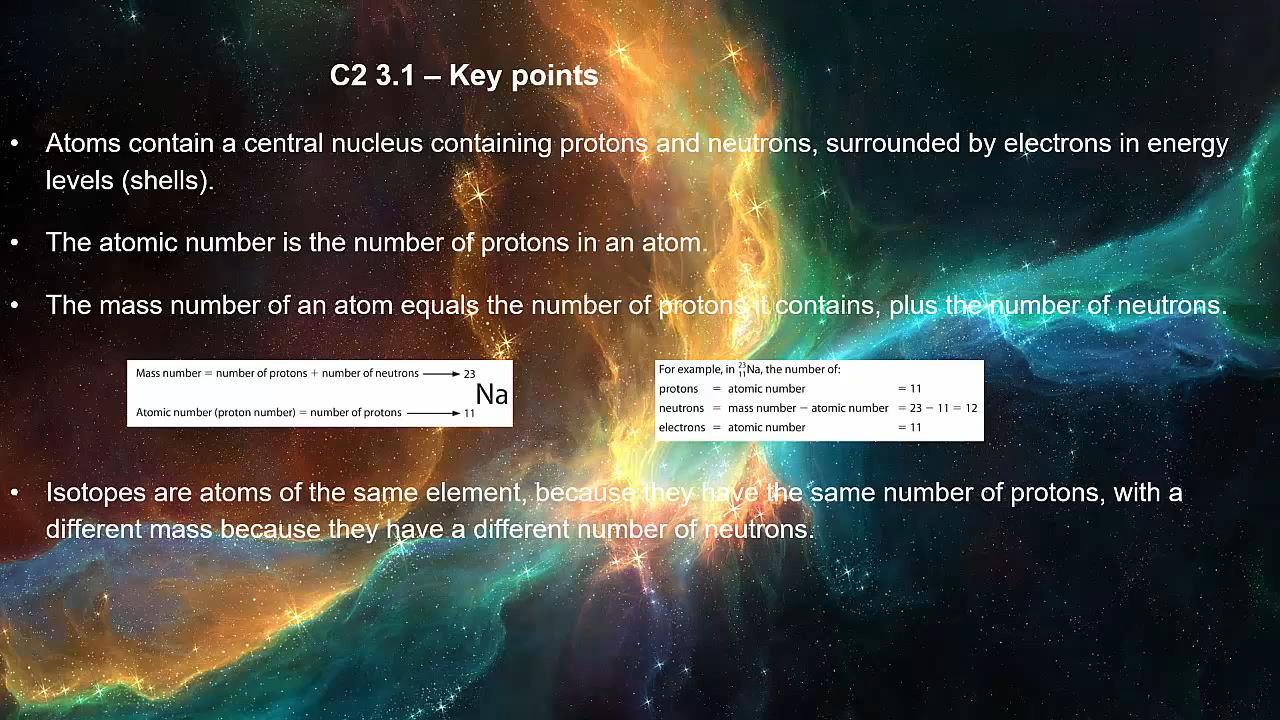 C2 3.1 – Key points
• Atoms contain a central nucleus containing protons and neutrons, surrounded by electrons in energy
levels (shells).
• The atomic number is the number of protons in an atom.
• The mass number of an atom equals the number of protons it contains, plus the number of neutrons.
Mass number = number of protons + number of neutrons ⟶ 23
Na
Atomic number (proton number) = number of protons ⟶ 11
For example, in ²³₁₁Na, the number of:
protons = atomic number = 11
neutrons = mass number − atomic number = 23 − 11 = 12
electrons = atomic number = 11
• Isotopes are atoms of the same element, because they have the same number of protons, with a
different mass because they have a different number of neutrons.